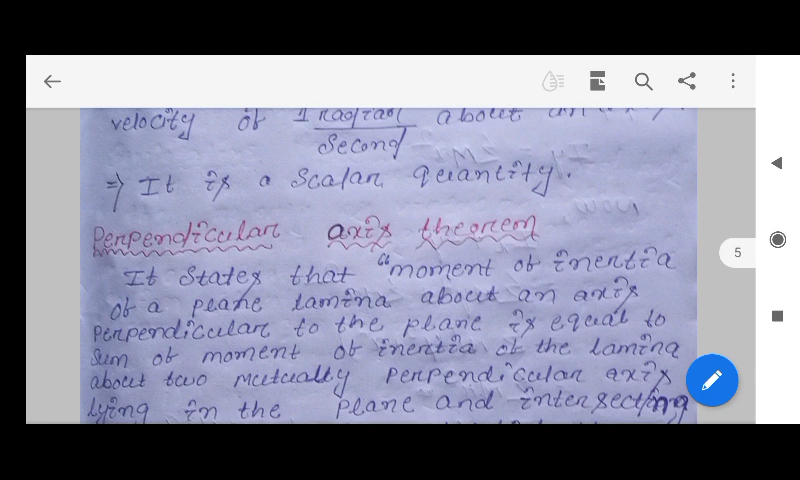 velocity of 1 radian about an
Second
⇒ It is a Scalar quantity.
Perpendicular axis theorem
It States that "moment of inertia
of a plane lamina about an axis
perpendicular to the plane is equal to
Sum of moment of inertia of the lamina
about two mutually perpendicular axis
lying in the plane and intersecting
5